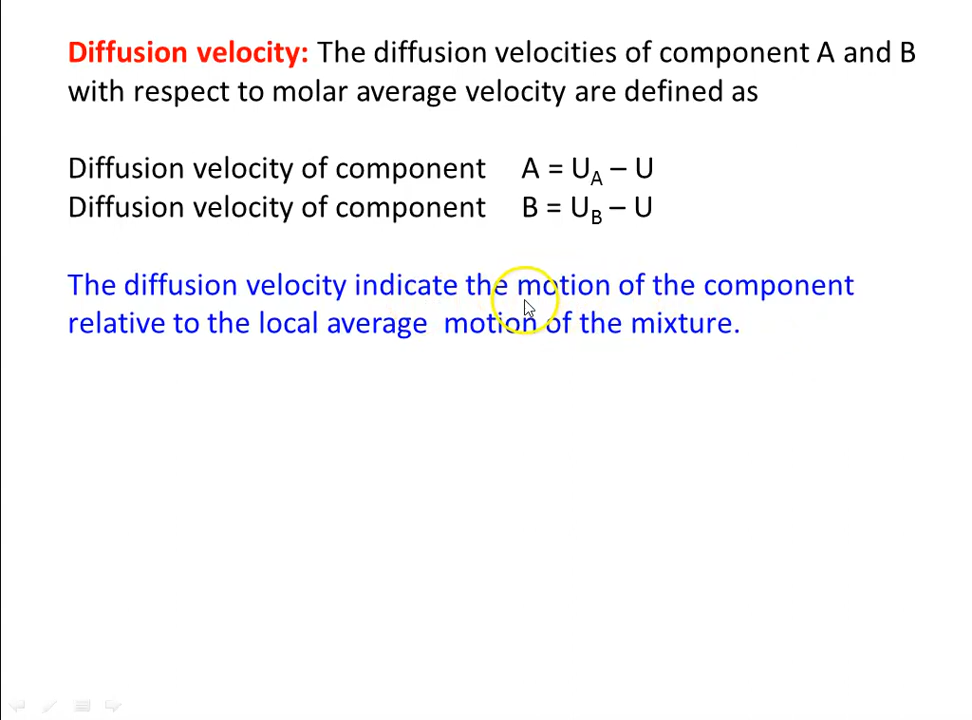 Diffusion velocity: The diffusion velocities of component A and B
with respect to molar average velocity are defined as
Diffusion velocity of component A = U_A – U
Diffusion velocity of component B = U_B – U
The diffusion velocity indicate the motion of the component
relative to the local average motion of the mixture.